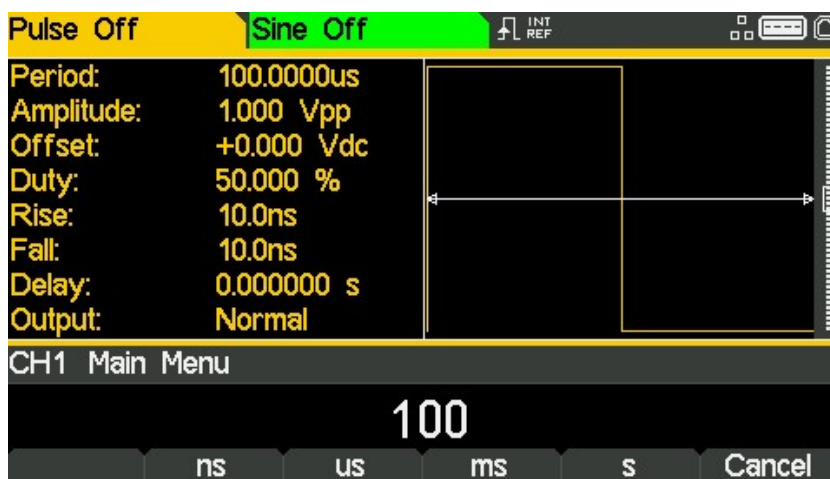 Pulse Off Sine Off INT
REF
Period: 100.0000us
Amplitude: 1.000 Vpp
Offset: +0.000 Vdc
Duty: 50.000 %
Rise: 10.0ns
Fall: 10.0ns
Delay: 0.000000 s
Output: Normal
CH1 Main Menu
100
ns us ms s Cancel